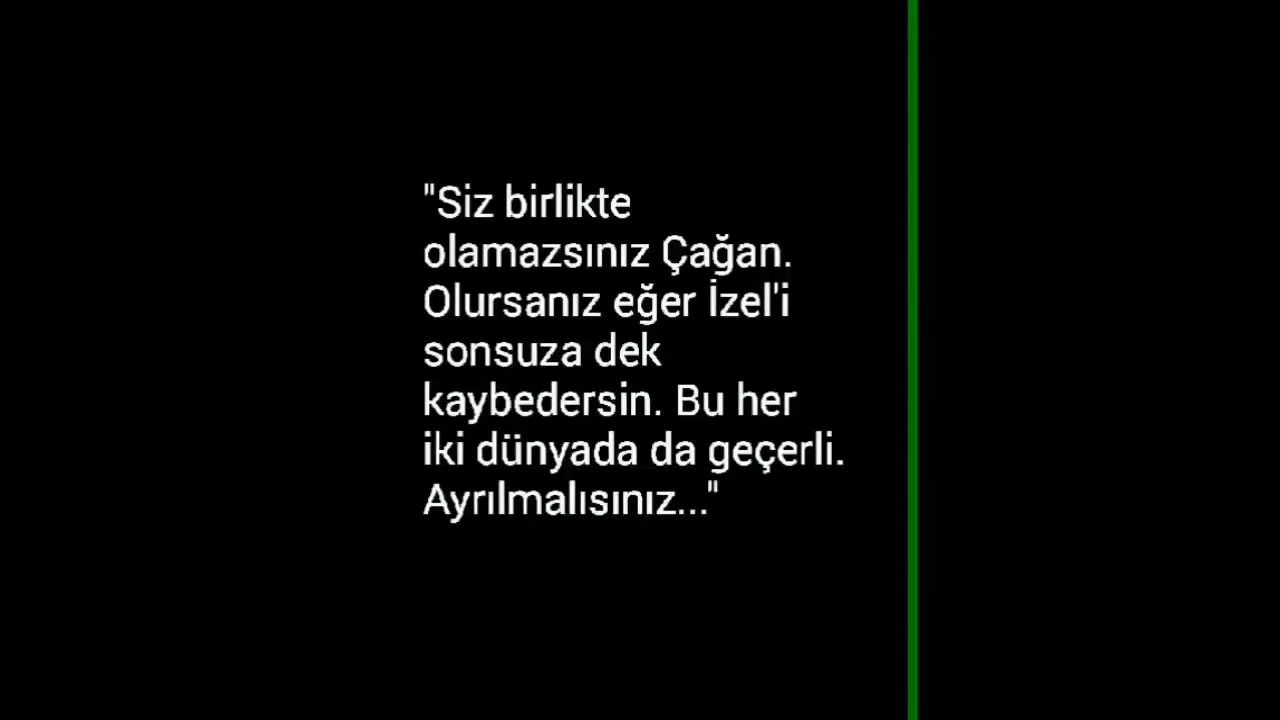 "Siz birlikte
olamazsınız Çağan.
Olursanız eğer İzel'i
sonsuza dek
kaybedersin. Bu her
iki dünyada da geçerli.
Ayrılmalısınız..."